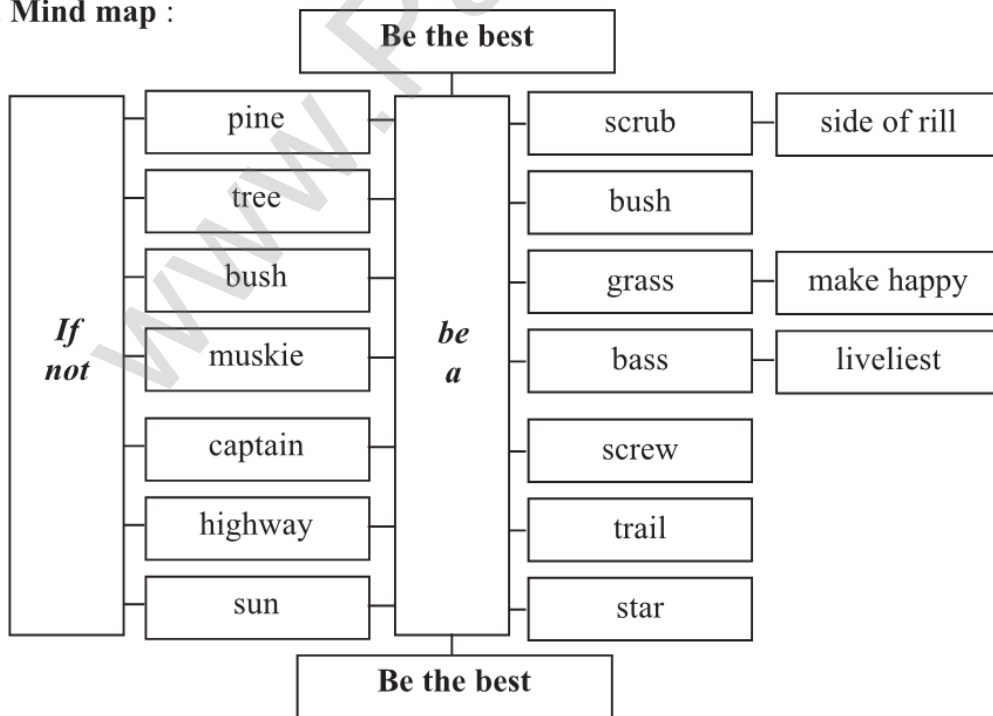 Mind map :
Be the best
If not
pine
tree
bush
muskie
captain
highway
sun
be a
scrub
side of rill
bush
grass
make happy
bass
liveliest
screw
trail
star
Be the best
www.P